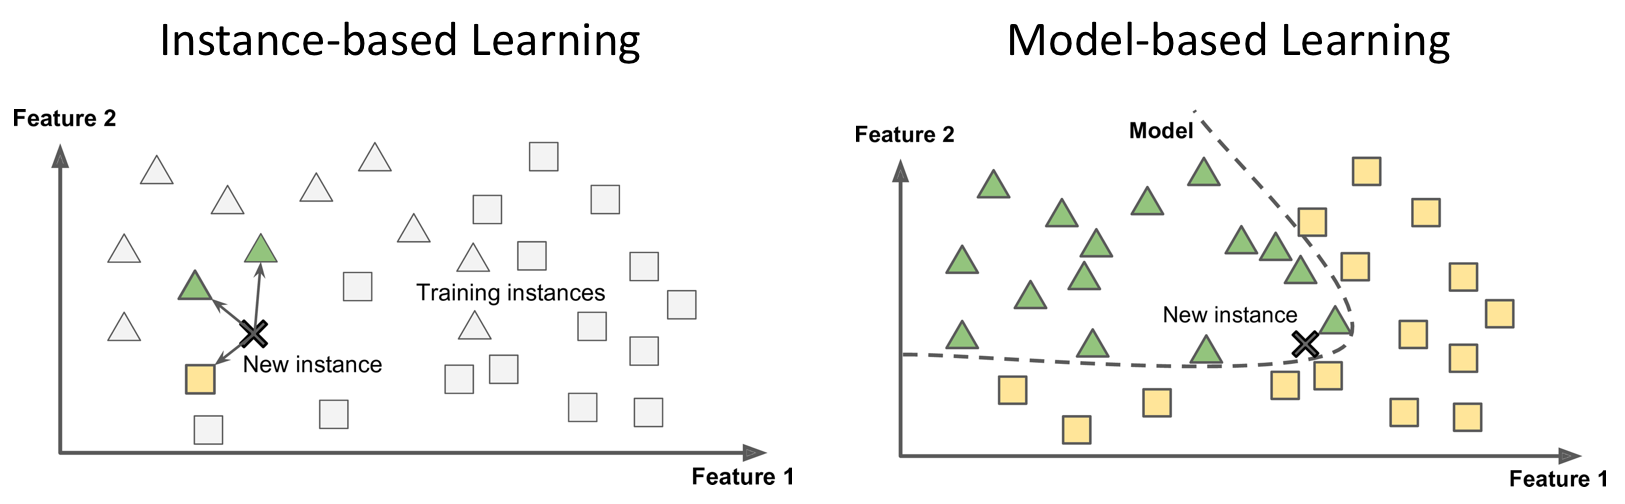 Instance-based Learning
Feature 2
Training instances
New instance
Feature 1
Model-based Learning
Feature 2
Model
New instance
Feature 1